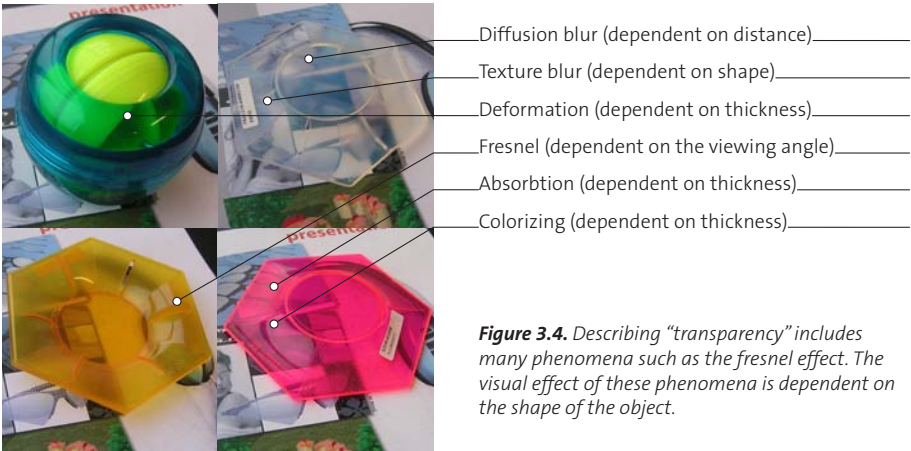 presentation
Diffusion blur (dependent on distance)
Texture blur (dependent on shape)
Deformation (dependent on thickness)
Fresnel (dependent on the viewing angle)
Absorbtion (dependent on thickness)
Colorizing (dependent on thickness)
Figure 3.4. Describing “transparency” includes
many phenomena such as the fresnel effect. The
visual effect of these phenomena is dependent on
the shape of the object.